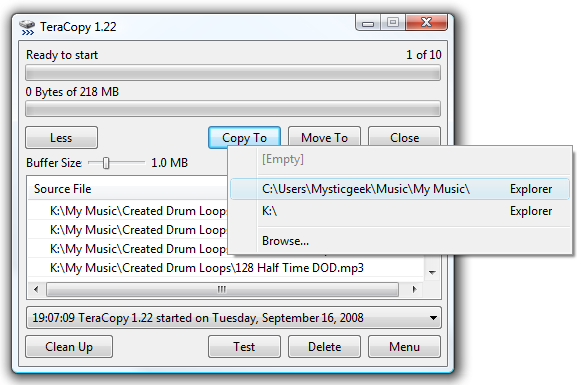 TeraCopy 1.22
Ready to start 1 of 10
0 Bytes of 218 MB
Less Copy To Move To Close
Buffer Size 1.0 MB
[Empty]
C:\Users\Mysticgeek\Music\My Music\ Explorer
K:\ Explorer
Browse...
Source File
K:\My Music\Created Drum Loops
K:\My Music\Created Drum Loops
K:\My Music\Created Drum Loops
K:\My Music\Created Drum Loops\128 Half Time DOD.mp3
19:07:09 TeraCopy 1.22 started on Tuesday, September 16, 2008
Clean Up Test Delete Menu